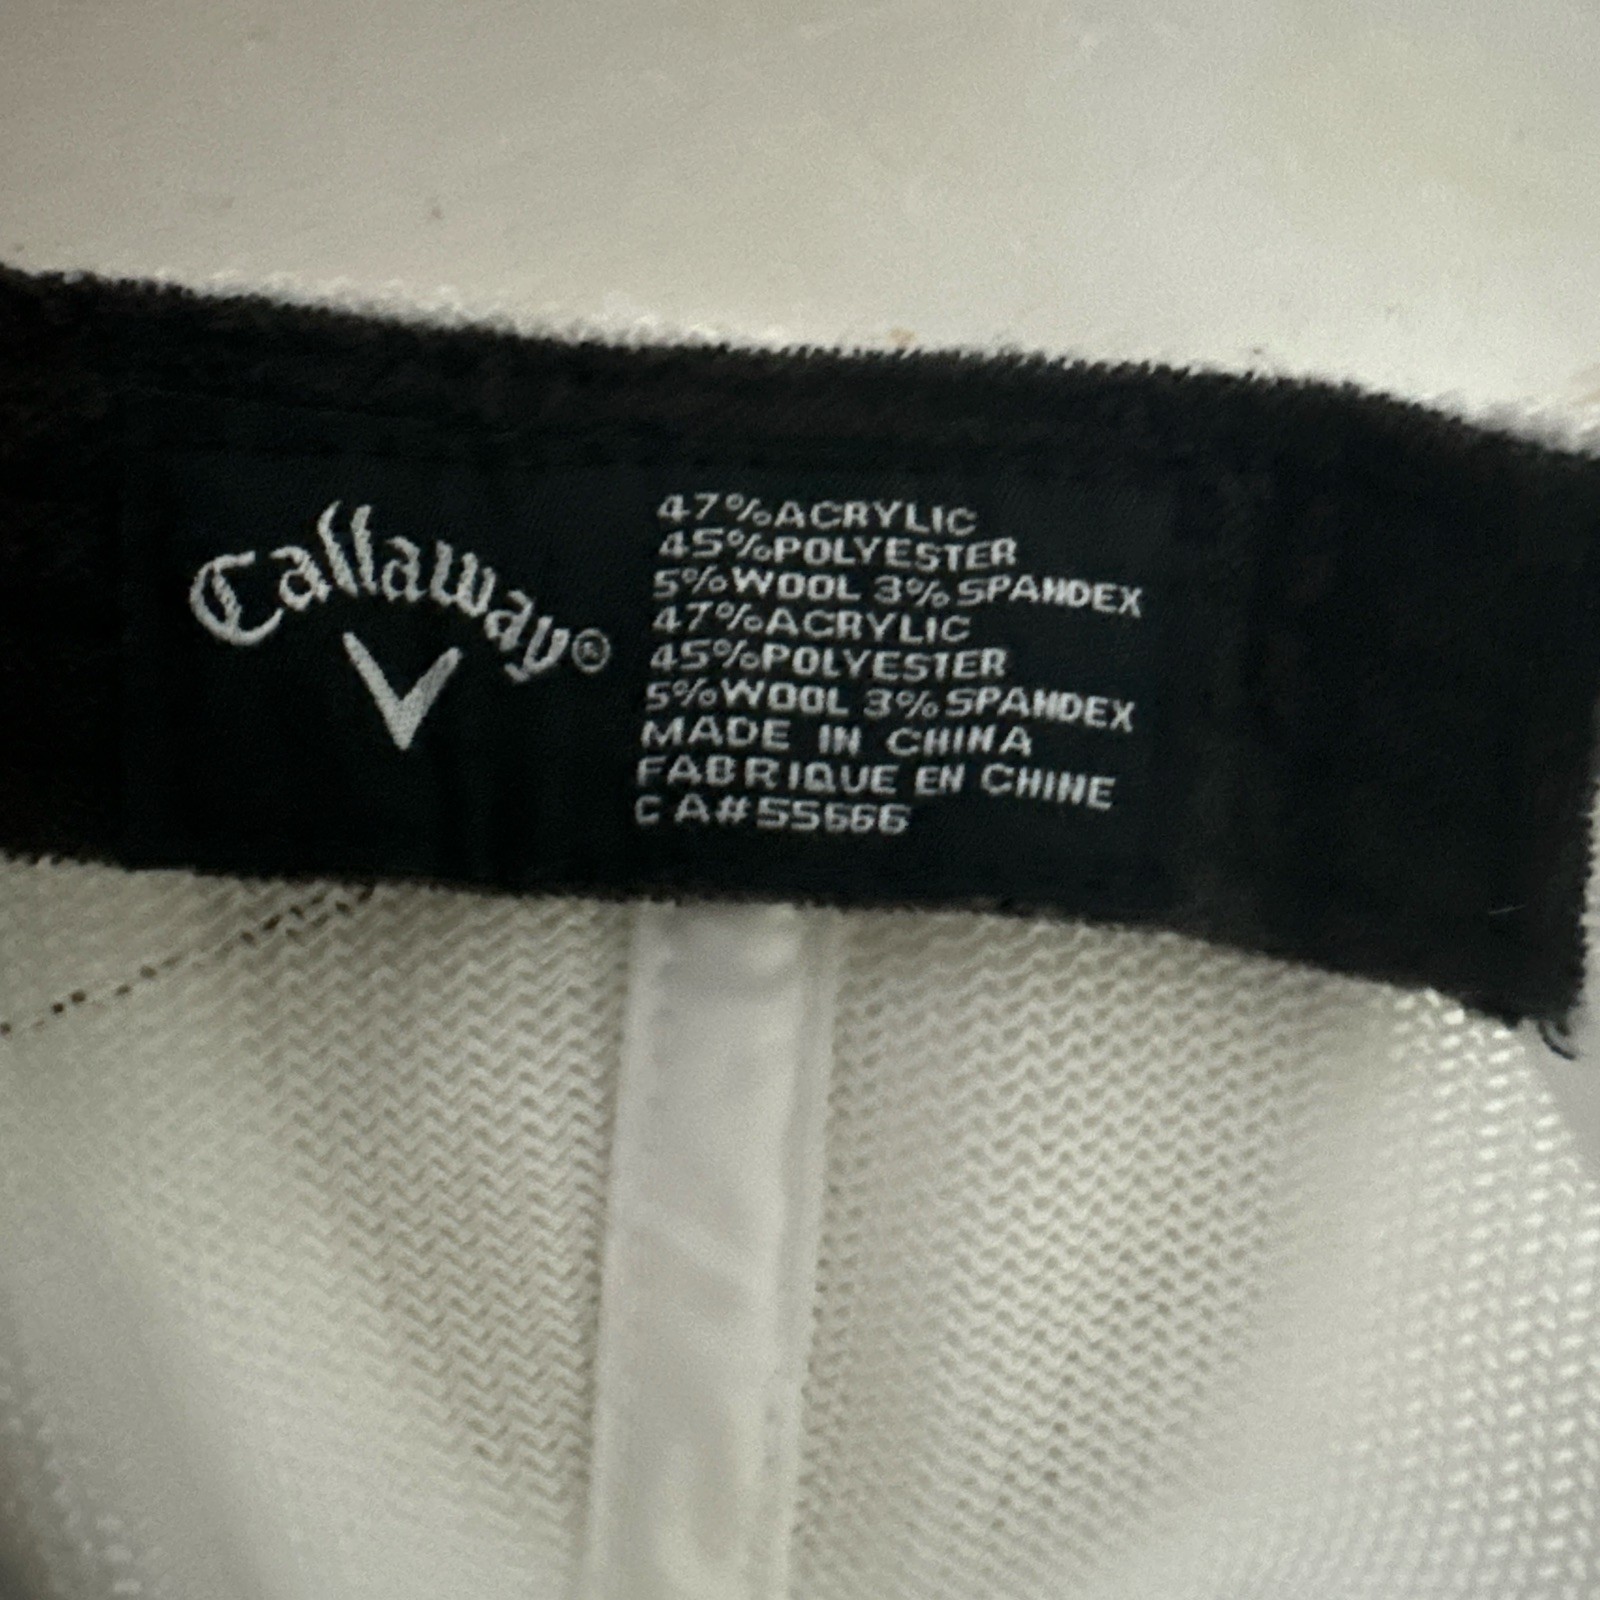 Callaway®
47%ACRYLIC
45%POLYESTER
5%WOOL 3%SPANDEX
47%ACRYLIC
45%POLYESTER
5%WOOL 3%SPANDEX
MADE IN CHINA
FABRIQUE EN CHINE
CA#55666